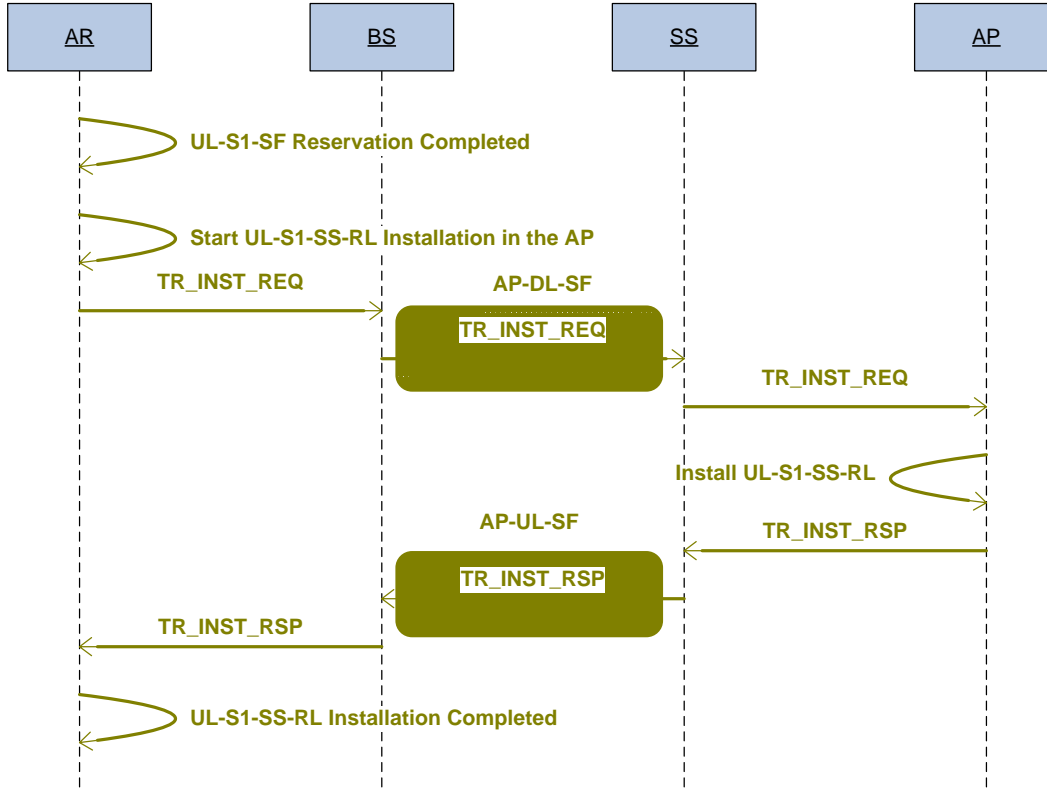 AR
BS
SS
AP
UL-S1-SF Reservation Completed
Start UL-S1-SS-RL Installation in the AP
TR_INST_REQ
AP-DL-SF
TR_INST_REQ
TR_INST_REQ
Install UL-S1-SS-RL
AP-UL-SF
TR_INST_RSP
TR_INST_RSP
TR_INST_RSP
UL-S1-SS-RL Installation Completed